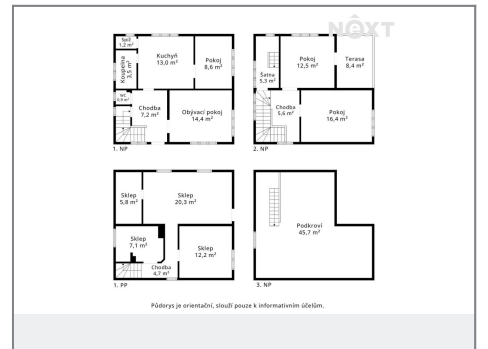 NEXT
Spíž
1,2 m²
Koupelna
3,5 m²
Kuchyň
13,0 m²
Pokoj
8,6 m²
WC
0,9 m²
Chodba
7,2 m²
Obývací pokoj
14,4 m²
1. NP
Šatna
5,3 m²
Pokoj
12,5 m²
Terasa
8,4 m²
Chodba
5,6 m²
Pokoj
16,4 m²
2. NP
Sklep
5,8 m²
Sklep
20,3 m²
Sklep
7,1 m²
Sklep
12,2 m²
Chodba
4,7 m²
1. PP
Podkroví
45,7 m²
3. NP
Půdorys je orientační, slouží pouze k informativním účelům.